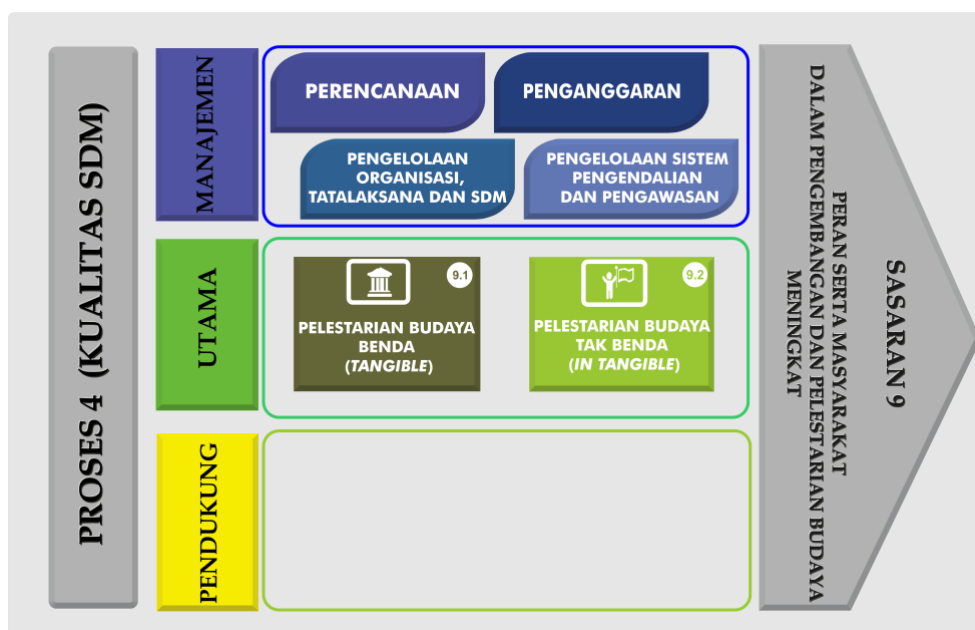 PROSES 4 (KUALITAS SDM)
MANAJEMEN
PERENCANAAN
PENGANGGARAN
PENGELOLAAN
ORGANISASI,
TATALAKSANA DAN SDM
PENGELOLAAN SISTEM
PENGENDALIAN
DAN PENGAWASAN
UTAMA
9.1
PELESTARIAN BUDAYA
BENDA
(TANGIBLE)
9.2
PELESTARIAN BUDAYA
TAK BENDA
(IN TANGIBLE)
PENDUKUNG
SASARAN 9
PERAN SERTA MASYARAKAT
DALAM PENGEMBANGAN DAN PELESTARIAN BUDAYA
MENINGKAT